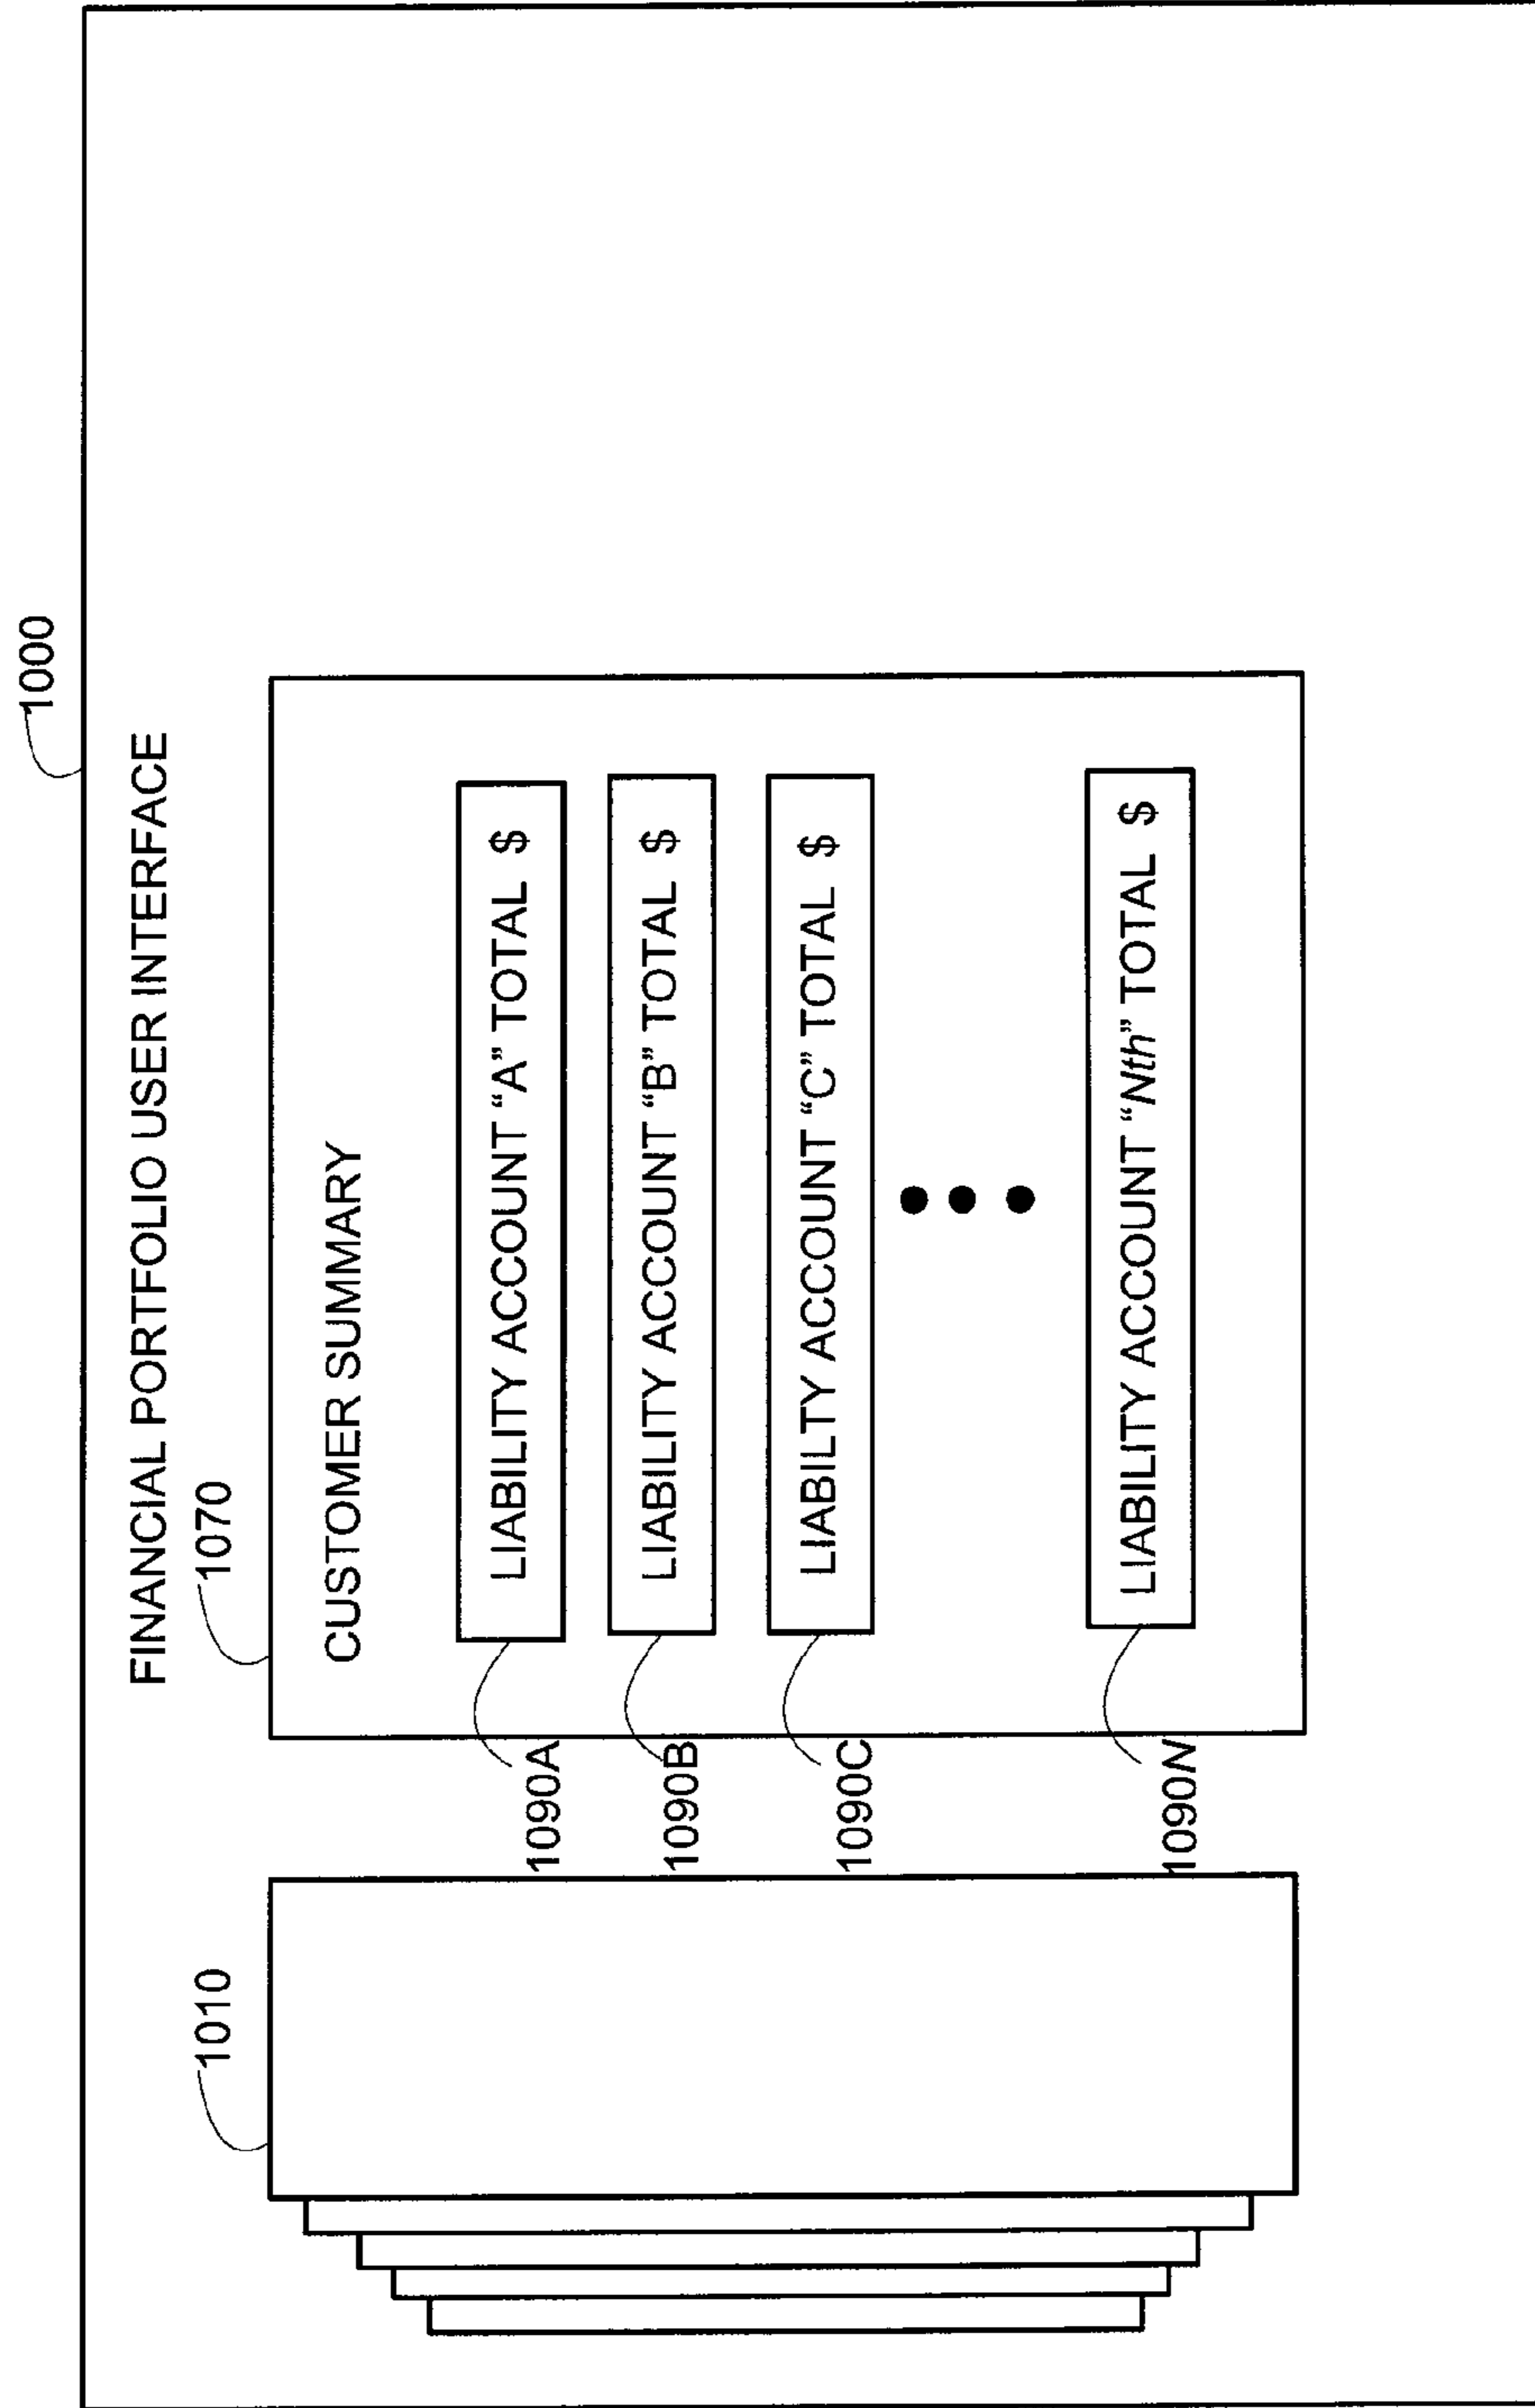 1000
FINANCIAL PORTFOLIO USER INTERFACE
1010
1070
CUSTOMER SUMMARY
LIABILITY ACCOUNT “A” TOTAL $
1090A
LIABILITY ACCOUNT “B” TOTAL $
1090B
LIABILTY ACCOUNT “C” TOTAL $
1090C
LIABILITY ACCOUNT “Nth” TOTAL $
1090N